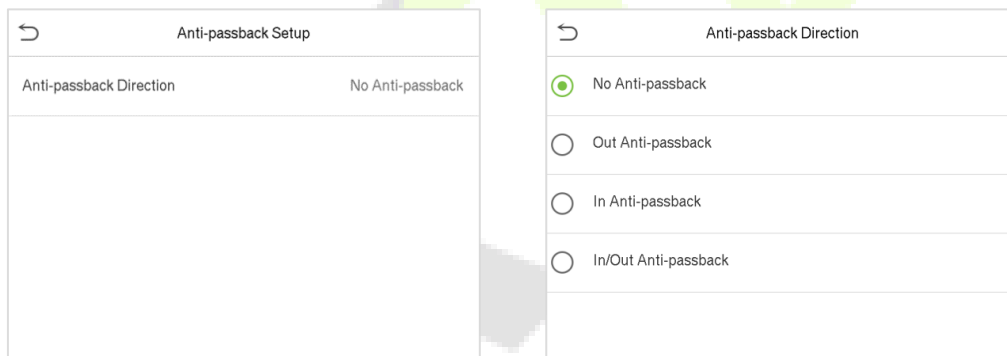 Anti-passback Setup
Anti-passback Direction No Anti-passback
Anti-passback Direction
No Anti-passback
Out Anti-passback
In Anti-passback
In/Out Anti-passback